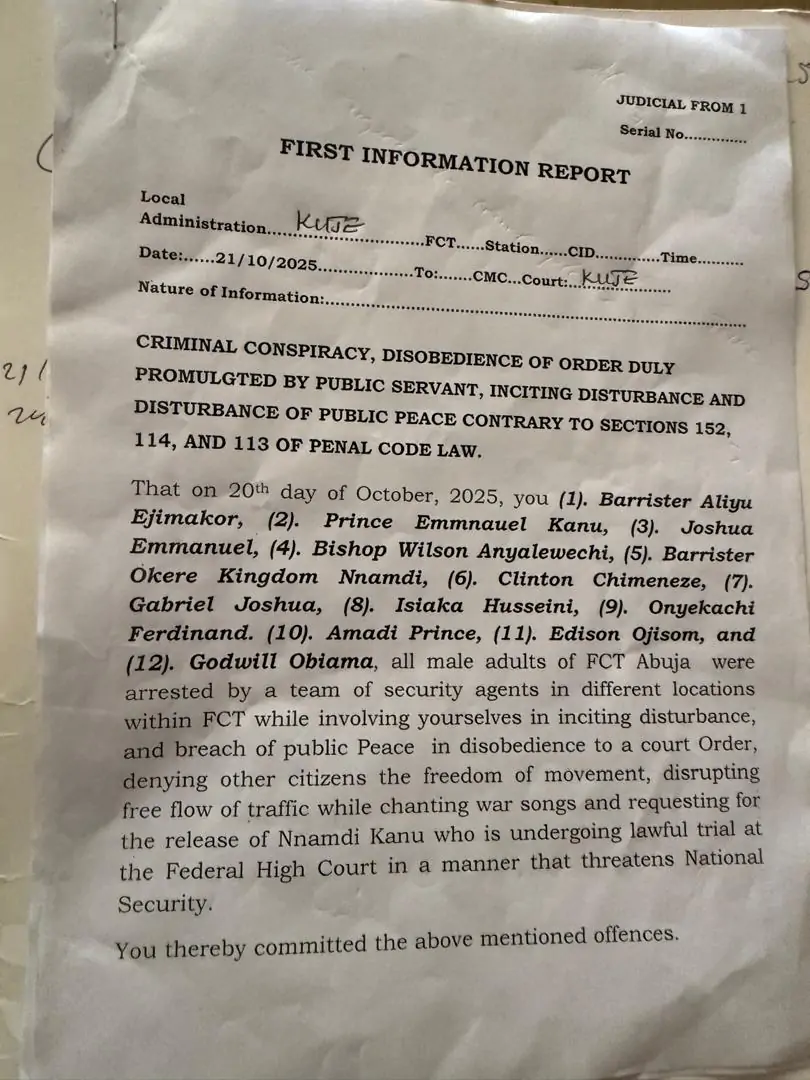 JUDICIAL FROM 1
Serial No..............
FIRST INFORMATION REPORT
Local
Administration.....KUJE...............FCT......Station......CID.............Time..........
Date:......21/10/2025....................To:.......CMC...Court:...KUJE.........
Nature of Information:..............................................................................
CRIMINAL CONSPIRACY, DISOBEDIENCE OF ORDER DULY
PROMULGTED BY PUBLIC SERVANT, INCITING DISTURBANCE AND
DISTURBANCE OF PUBLIC PEACE CONTRARY TO SECTIONS 152,
114, AND 113 OF PENAL CODE LAW.
That on 20th day of October, 2025, you (1). Barrister Aliyu
Ejimakor, (2). Prince Emmnauel Kanu, (3). Joshua
Emmanuel, (4). Bishop Wilson Anyalewechi, (5). Barrister
Okere Kingdom Nnamdi, (6). Clinton Chimeneze, (7).
Gabriel Joshua, (8). Isiaka Husseini, (9). Onyekachi
Ferdinand. (10). Amadi Prince, (11). Edison Ojisom, and
(12). Godwill Obiama, all male adults of FCT Abuja were
arrested by a team of security agents in different locations
within FCT while involving yourselves in inciting disturbance,
and breach of public Peace in disobedience to a court Order,
denying other citizens the freedom of movement, disrupting
free flow of traffic while chanting war songs and requesting for
the release of Nnamdi Kanu who is undergoing lawful trial at
the Federal High Court in a manner that threatens National
Security.
You thereby committed the above mentioned offences.